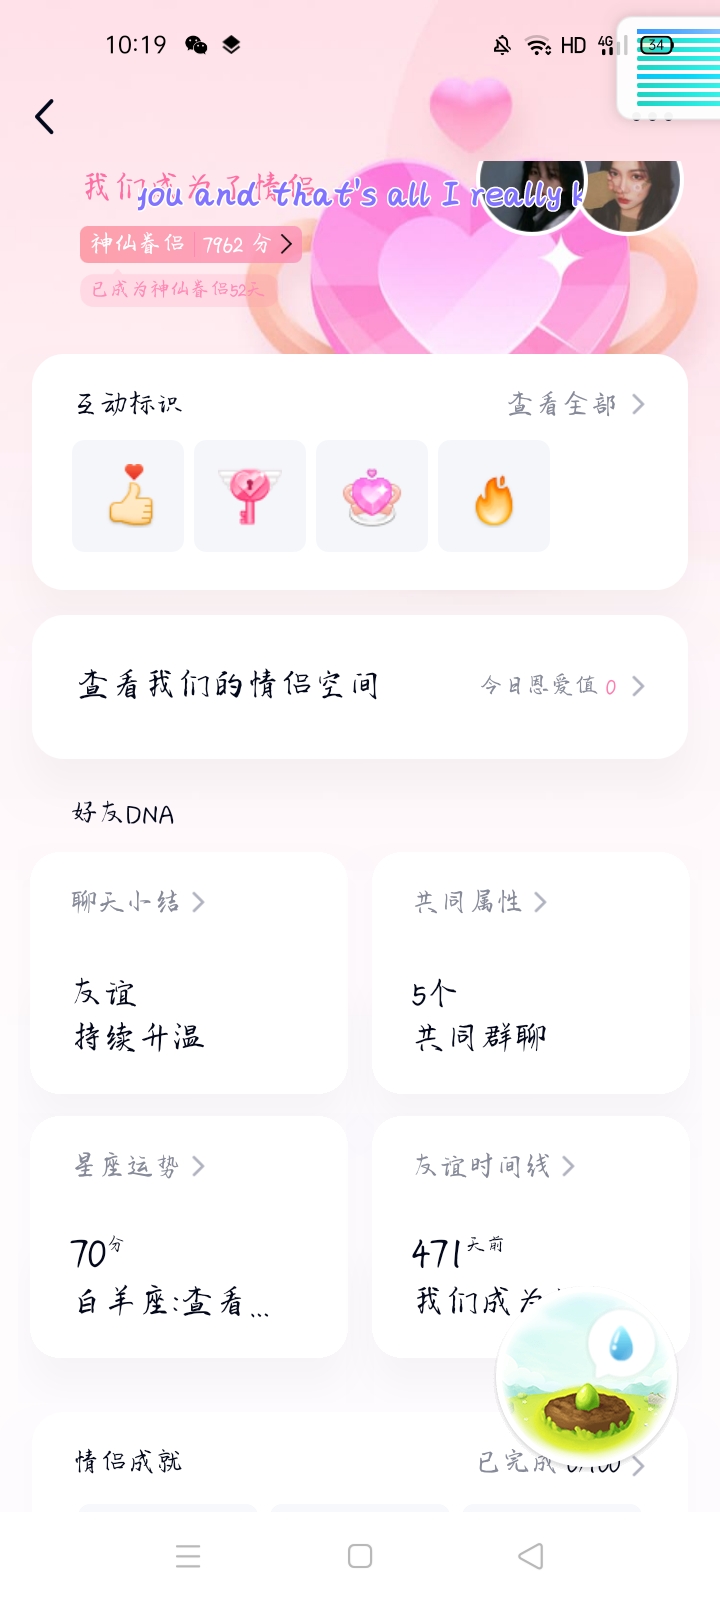 10:19
HD 4G 34
我们成为了情侣
you and that's all I really k
神仙眷侣 7962 分
已成为神仙眷侣52天
互动标识 查看全部
查看我们的情侣空间 今日恩爱值 0
好友DNA
聊天小结
友谊
持续升温
共同属性
5个
共同群聊
星座运势
70分
白羊座:查看...
友谊时间线
471天前
我们成为
情侣成就 已完成 0/100